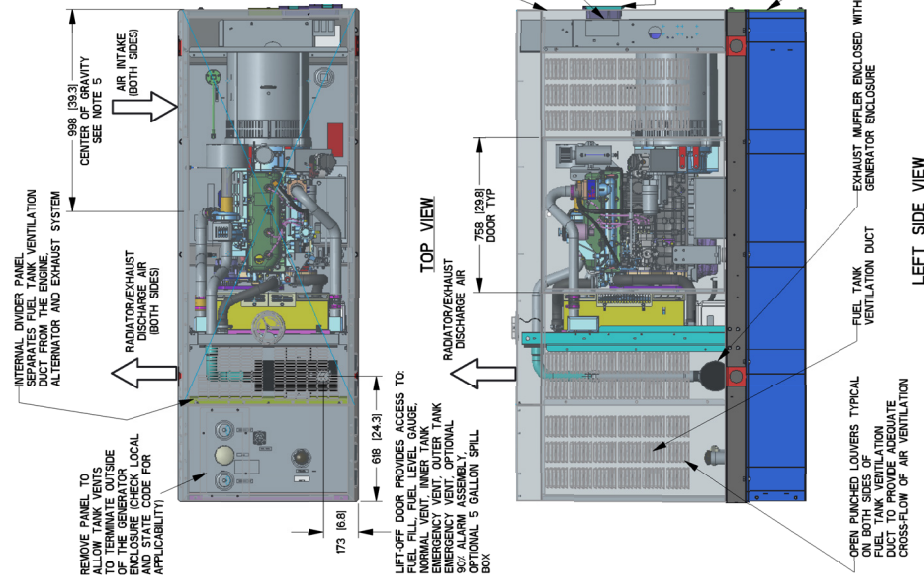 998 [39.3]
CENTER OF GRAVITY
SEE NOTE 5
AIR INTAKE
(BOTH SIDES)
INTERNAL DIVIDER PANEL
SEPARATES FUEL TANK VENTILATION
DUCT FROM THE ENGINE,
ALTERNATOR AND EXHAUST SYSTEM
RADIATOR/EXHAUST
DISCHARGE AIR
(BOTH SIDES)
REMOVE PANEL TO
ALLOW TANK VENTS
TO TERMINATE OUTSIDE
OF THE GENERATOR
ENCLOSURE (CHECK LOCAL
AND STATE CODE FOR
APPLICABILITY)
173 [6.8]
618 [24.3]
TOP VIEW
LIFT-OFF DOOR PROVIDES ACCESS TO:
FUEL FILL, FUEL LEVEL GAUGE,
NORMAL VENT, INNER TANK
EMERGENCY VENT, OUTER TANK
EMERGENCY VENT, OPTIONAL
90% ALARM ASSEMBLY,
OPTIONAL 5 GALLON SPILL
BOX
RADIATOR/EXHAUST
DISCHARGE AIR
758 [29.8]
DOOR TYP
EXHAUST MUFFLER ENCLOSED WITH
GENERATOR ENCLOSURE
FUEL TANK
VENTILATION DUCT
OPEN PUNCHED LOUVERS TYPICAL
ON BOTH SIDES OF
FUEL TANK VENTILATION
DUCT TO PROVIDE ADEQUATE
CROSS-FLOW OF AIR VENTILATION
LEFT SIDE VIEW